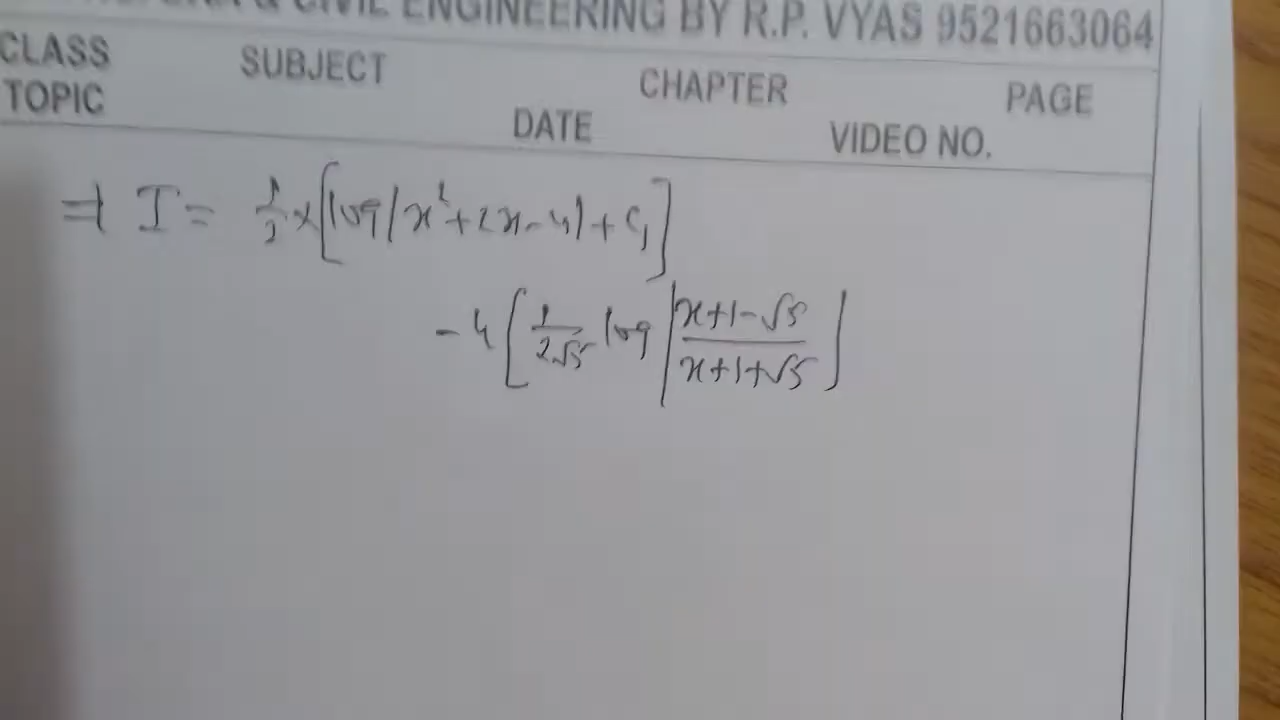 & CIVIL ENGINEERING BY R.P. VYAS 9521663064
CLASS SUBJECT CHAPTER PAGE
TOPIC DATE VIDEO NO.
⇒ I = 1/2 × [log|x² + 2x - 4| + C₁]
- 4 [1/2√5 log |x+1-√5 / x+1+√5]